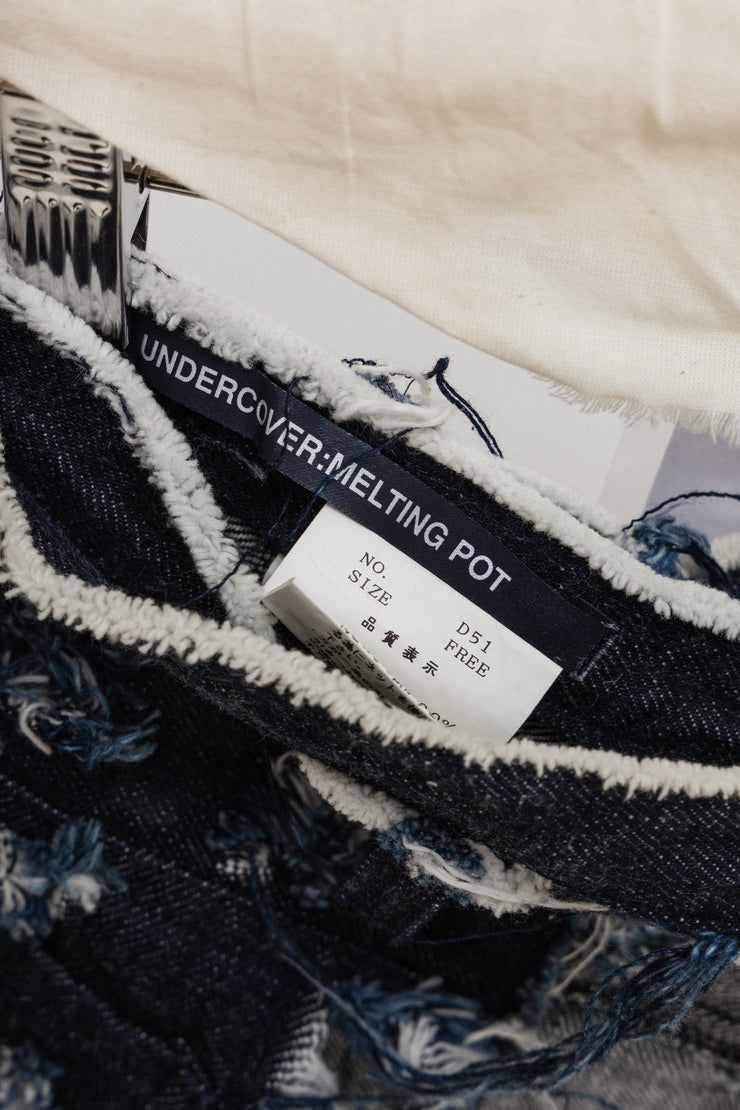 UNDERCOVER:MELTING POT
NO. D51
SIZE FREE
品質表示